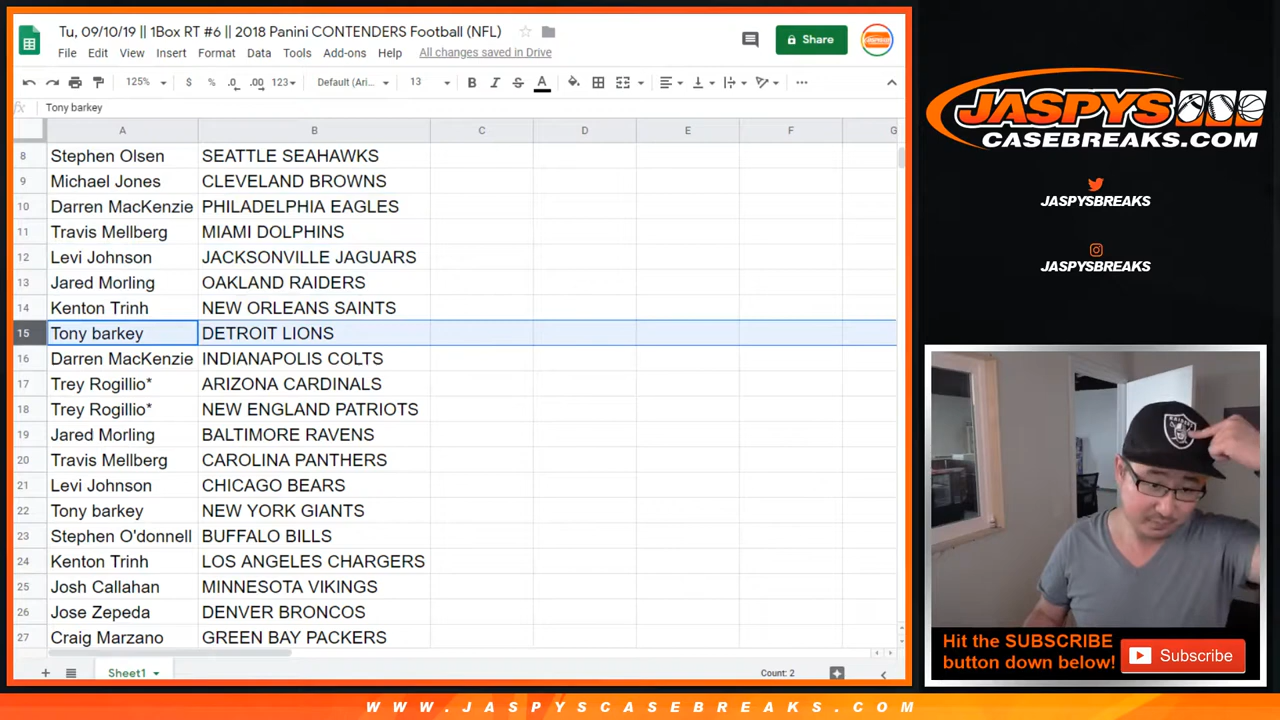 Tu, 09/10/19 || 1Box RT #6 || 2018 Panini CONTENDERS Football (NFL)
File Edit View Insert Format Data Tools Add-ons Help All changes saved in Drive
Share
125% $ % .0 .00 123 Default (Ari... 13 B I S A
fx Tony barkey
A B C D E F G
8 Stephen Olsen SEATTLE SEAHAWKS
9 Michael Jones CLEVELAND BROWNS
10 Darren MacKenzie PHILADELPHIA EAGLES
11 Travis Mellberg MIAMI DOLPHINS
12 Levi Johnson JACKSONVILLE JAGUARS
13 Jared Morling OAKLAND RAIDERS
14 Kenton Trinh NEW ORLEANS SAINTS
15 Tony barkey DETROIT LIONS
16 Darren MacKenzie INDIANAPOLIS COLTS
17 Trey Rogillio* ARIZONA CARDINALS
18 Trey Rogillio* NEW ENGLAND PATRIOTS
19 Jared Morling BALTIMORE RAVENS
20 Travis Mellberg CAROLINA PANTHERS
21 Levi Johnson CHICAGO BEARS
22 Tony barkey NEW YORK GIANTS
23 Stephen O'donnell BUFFALO BILLS
24 Kenton Trinh LOS ANGELES CHARGERS
25 Josh Callahan MINNESOTA VIKINGS
26 Jose Zepeda DENVER BRONCOS
27 Craig Marzano GREEN BAY PACKERS
Sheet1 Count: 2
JASPYS
CASEBREAKS.COM
JASPYSBREAKS
JASPYSBREAKS
RAIDERS
Hit the SUBSCRIBE
button down below!
Subscribe
WWW.JASPYSCASEBREAKS.COM